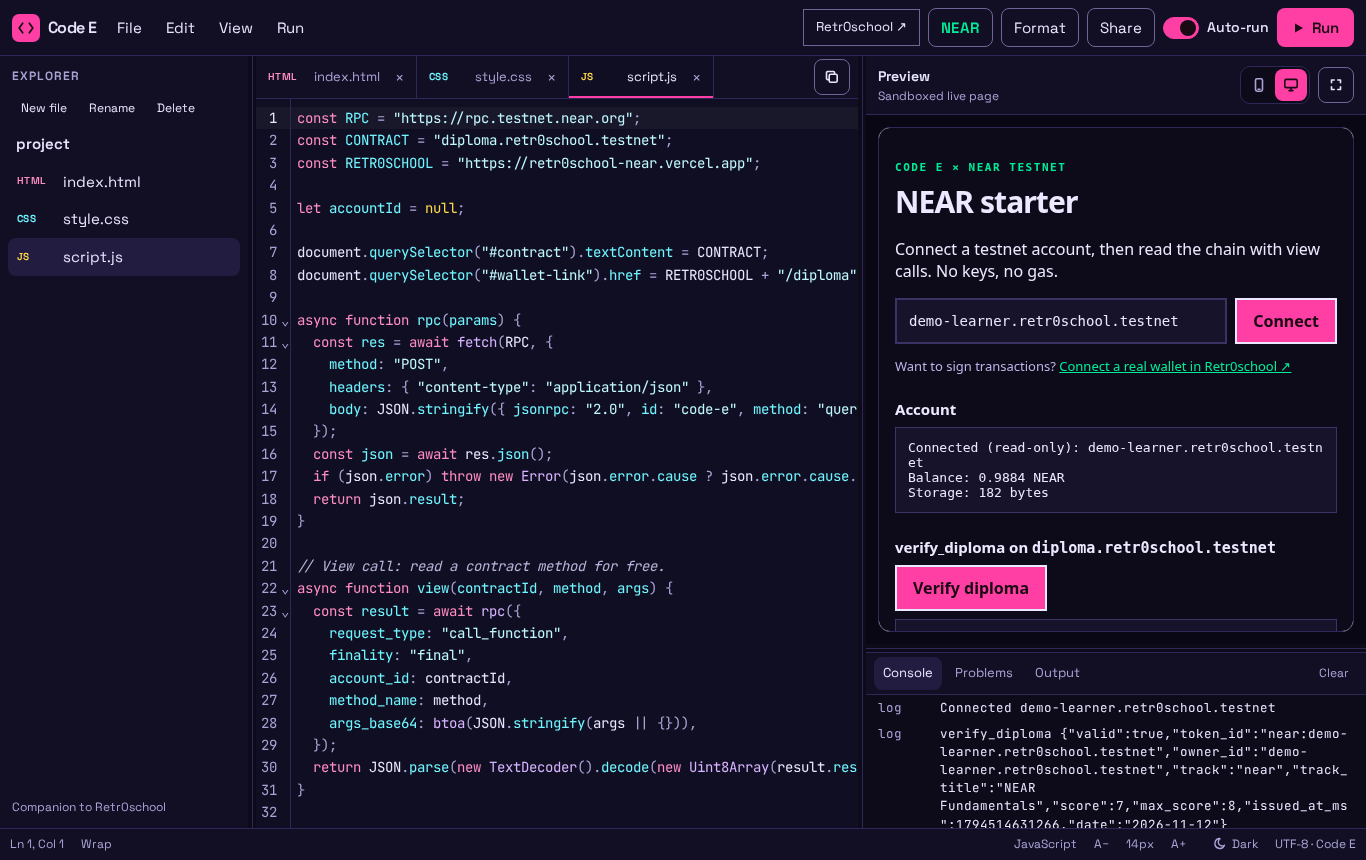 Code E File Edit View Run Retr0school ↗ NEAR Format Share Auto-run Run
EXPLORER
New file Rename Delete
project
HTML index.html
CSS style.css
JS script.js
Companion to Retr0school
HTML index.html × CSS style.css × JS script.js ×
1 const RPC = "https://rpc.testnet.near.org";
2 const CONTRACT = "diploma.retr0school.testnet";
3 const RETR0SCHOOL = "https://retr0school-near.vercel.app";
4
5 let accountId = null;
6
7 document.querySelector("#contract").textContent = CONTRACT;
8 document.querySelector("#wallet-link").href = RETR0SCHOOL + "/diploma"
9
10 async function rpc(params) {
11 const res = await fetch(RPC, {
12 method: "POST",
13 headers: { "content-type": "application/json" },
14 body: JSON.stringify({ jsonrpc: "2.0", id: "code-e", method: "quer
15 });
16 const json = await res.json();
17 if (json.error) throw new Error(json.error.cause ? json.error.cause.
18 return json.result;
19 }
20
21 // View call: read a contract method for free.
22 async function view(contractId, method, args) {
23 const result = await rpc({
24 request_type: "call_function",
25 finality: "final",
26 account_id: contractId,
27 method_name: method,
28 args_base64: btoa(JSON.stringify(args || {})),
29 });
30 return JSON.parse(new TextDecoder().decode(new Uint8Array(result.res
31 }
32
Preview
Sandboxed live page
CODE E × NEAR TESTNET
NEAR starter
Connect a testnet account, then read the chain with view
calls. No keys, no gas.
demo-learner.retr0school.testnet Connect
Want to sign transactions? Connect a real wallet in Retr0school ↗
Account
Connected (read-only): demo-learner.retr0school.testn
et
Balance: 0.9884 NEAR
Storage: 182 bytes
verify_diploma on diploma.retr0school.testnet
Verify diploma
Console Problems Output Clear
log Connected demo-learner.retr0school.testnet
log verify_diploma {"valid":true,"token_id":"near:demo-
learner.retr0school.testnet","owner_id":"demo-
learner.retr0school.testnet","track":"near","track_
title":"NEAR
Fundamentals","score":7,"max_score":8,"issued_at_ms
":1794514631266,"date":"2026-11-12"}
Ln 1, Col 1 Wrap JavaScript A− 14px A+ Dark UTF-8 · Code E